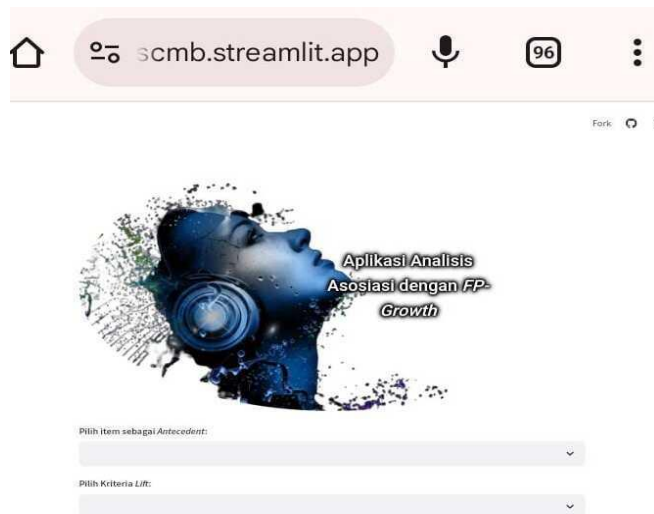 scmb.streamlit.app
96
Fork
Aplikasi Analisis
Asosiasi dengan FP-
Growth
Pilih item sebagai Antecedent:
Pilih Kriteria Lift: